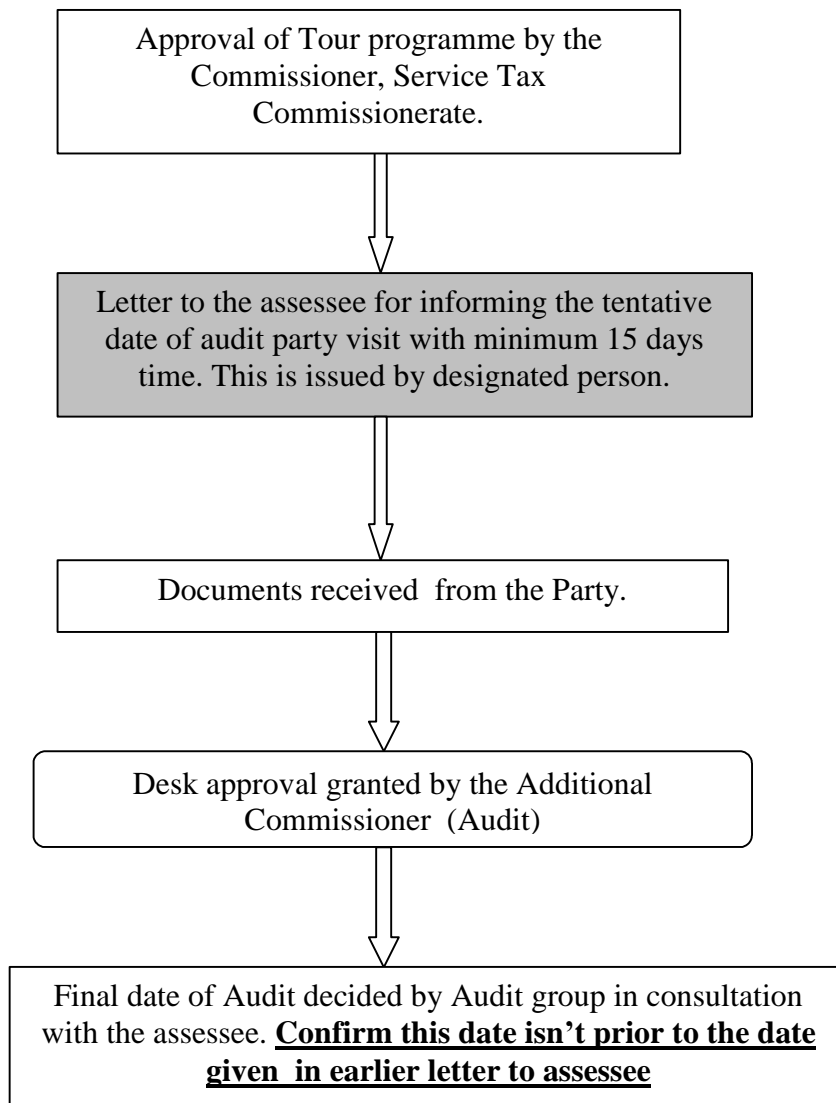 Approval of Tour programme by the
Commissioner, Service Tax
Commissionerate.
Letter to the assessee for informing the tentative
date of audit party visit with minimum 15 days
time. This is issued by designated person.
Documents received from the Party.
Desk approval granted by the Additional
Commissioner (Audit)
Final date of Audit decided by Audit group in consultation
with the assessee. Confirm this date isn’t prior to the date
given in earlier letter to assessee